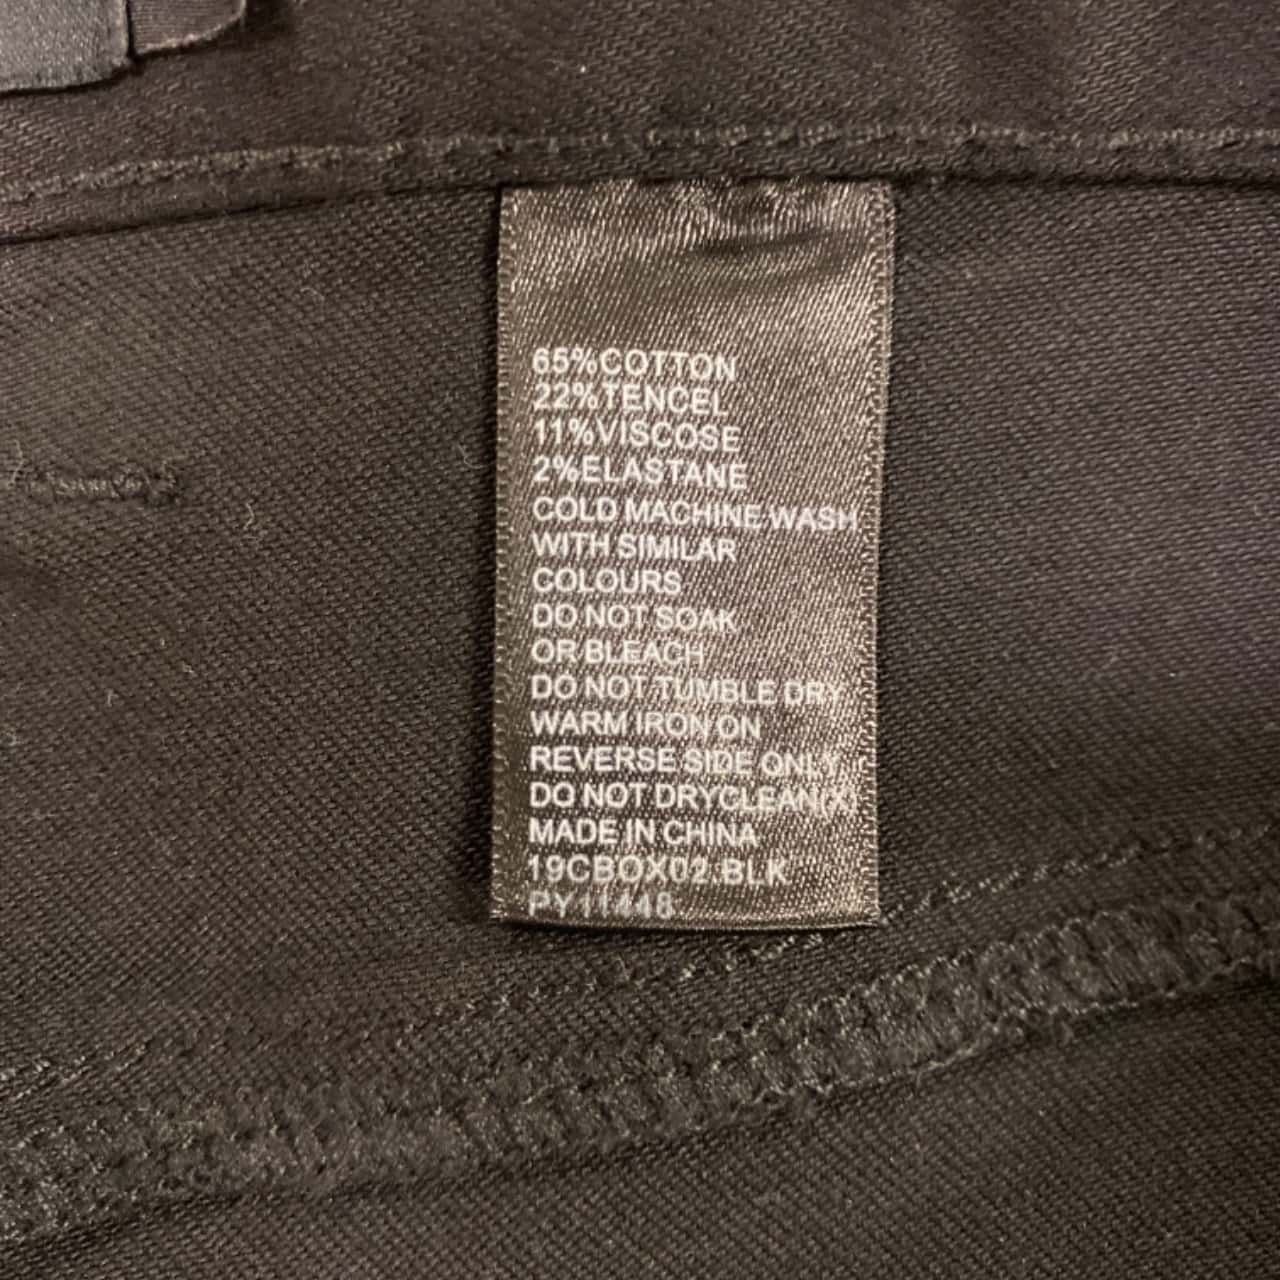 65%COTTON
22%TENCEL
11%VISCOSE
2%ELASTANE
COLD MACHINE WASH
WITH SIMILAR
COLOURS
DO NOT SOAK
OR BLEACH
DO NOT TUMBLE DRY
WARM IRON ON
REVERSE SIDE ONLY
DO NOT DRYCLEAN(X)
MADE IN CHINA
19CBOX02.BLK
PY11448